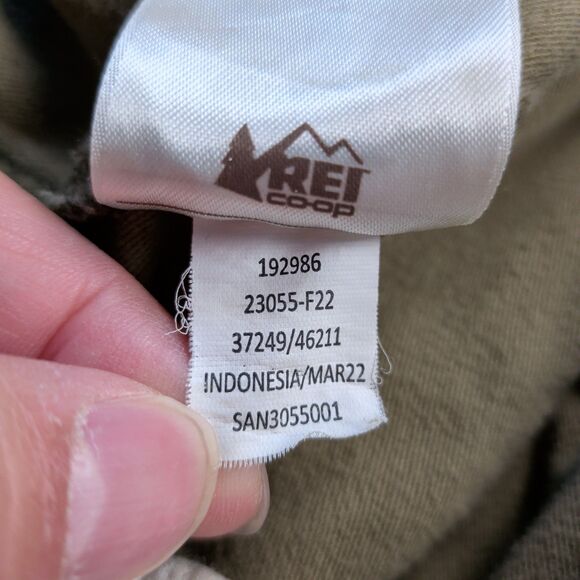 REI
CO·OP
192986
23055-F22
37249/46211
INDONESIA/MAR22
SAN3055001